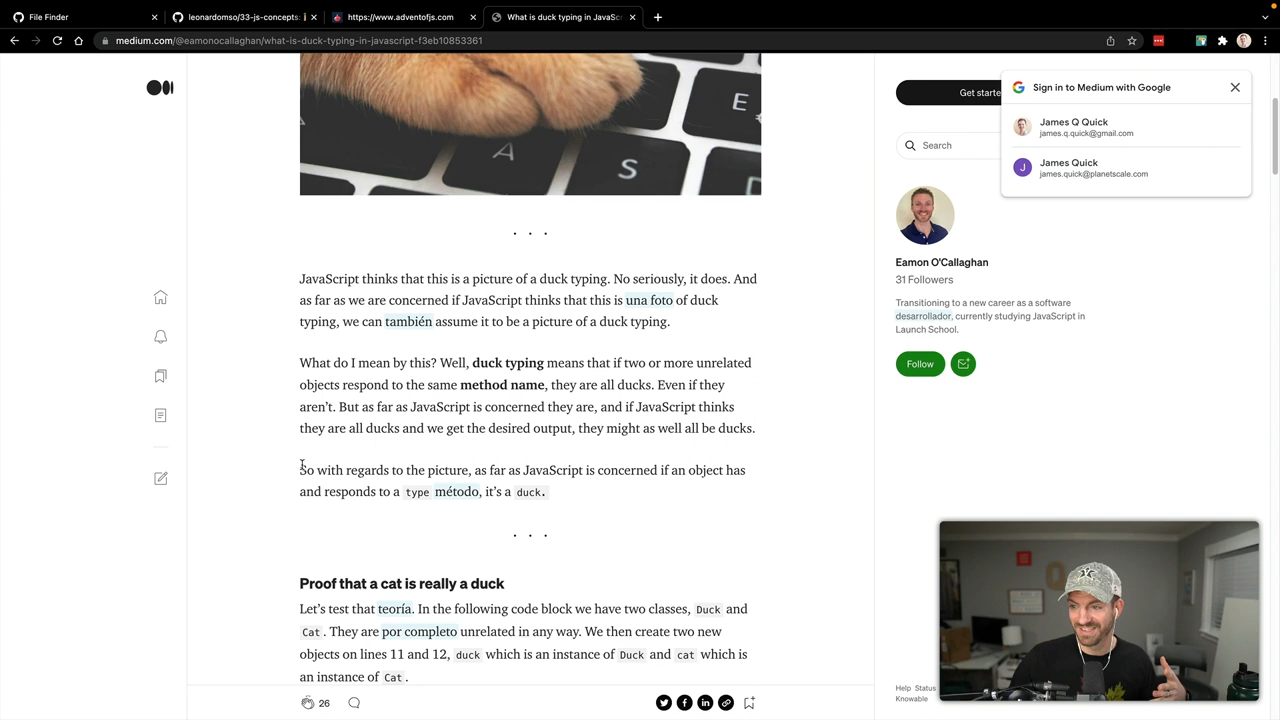 File Finder
leonardomso/33-js-concepts:
https://www.adventofjs.com
What is duck typing in JavaSc
medium.com/@eamonocallaghan/what-is-duck-typing-in-javascript-f3eb10853361
E
A
S
JavaScript thinks that this is a picture of a duck typing. No seriously, it does. And
as far as we are concerned if JavaScript thinks that this is una foto of duck
typing, we can también assume it to be a picture of a duck typing.
What do I mean by this? Well, duck typing means that if two or more unrelated
objects respond to the same method name, they are all ducks. Even if they
aren’t. But as far as JavaScript is concerned they are, and if JavaScript thinks
they are all ducks and we get the desired output, they might as well all be ducks.
So with regards to the picture, as far as JavaScript is concerned if an object has
and responds to a type método, it’s a duck.
Proof that a cat is really a duck
Let’s test that teoría. In the following code block we have two classes, Duck and
Cat. They are por completo unrelated in any way. We then create two new
objects on lines 11 and 12, duck which is an instance of Duck and cat which is
an instance of Cat.
26
Get starte
Search
Sign in to Medium with Google
James Q Quick
james.q.quick@gmail.com
J
James Quick
james.quick@planetscale.com
Eamon O'Callaghan
31 Followers
Transitioning to a new career as a software
desarrollador, currently studying JavaScript in
Launch School.
Follow
Help Status
Knowable